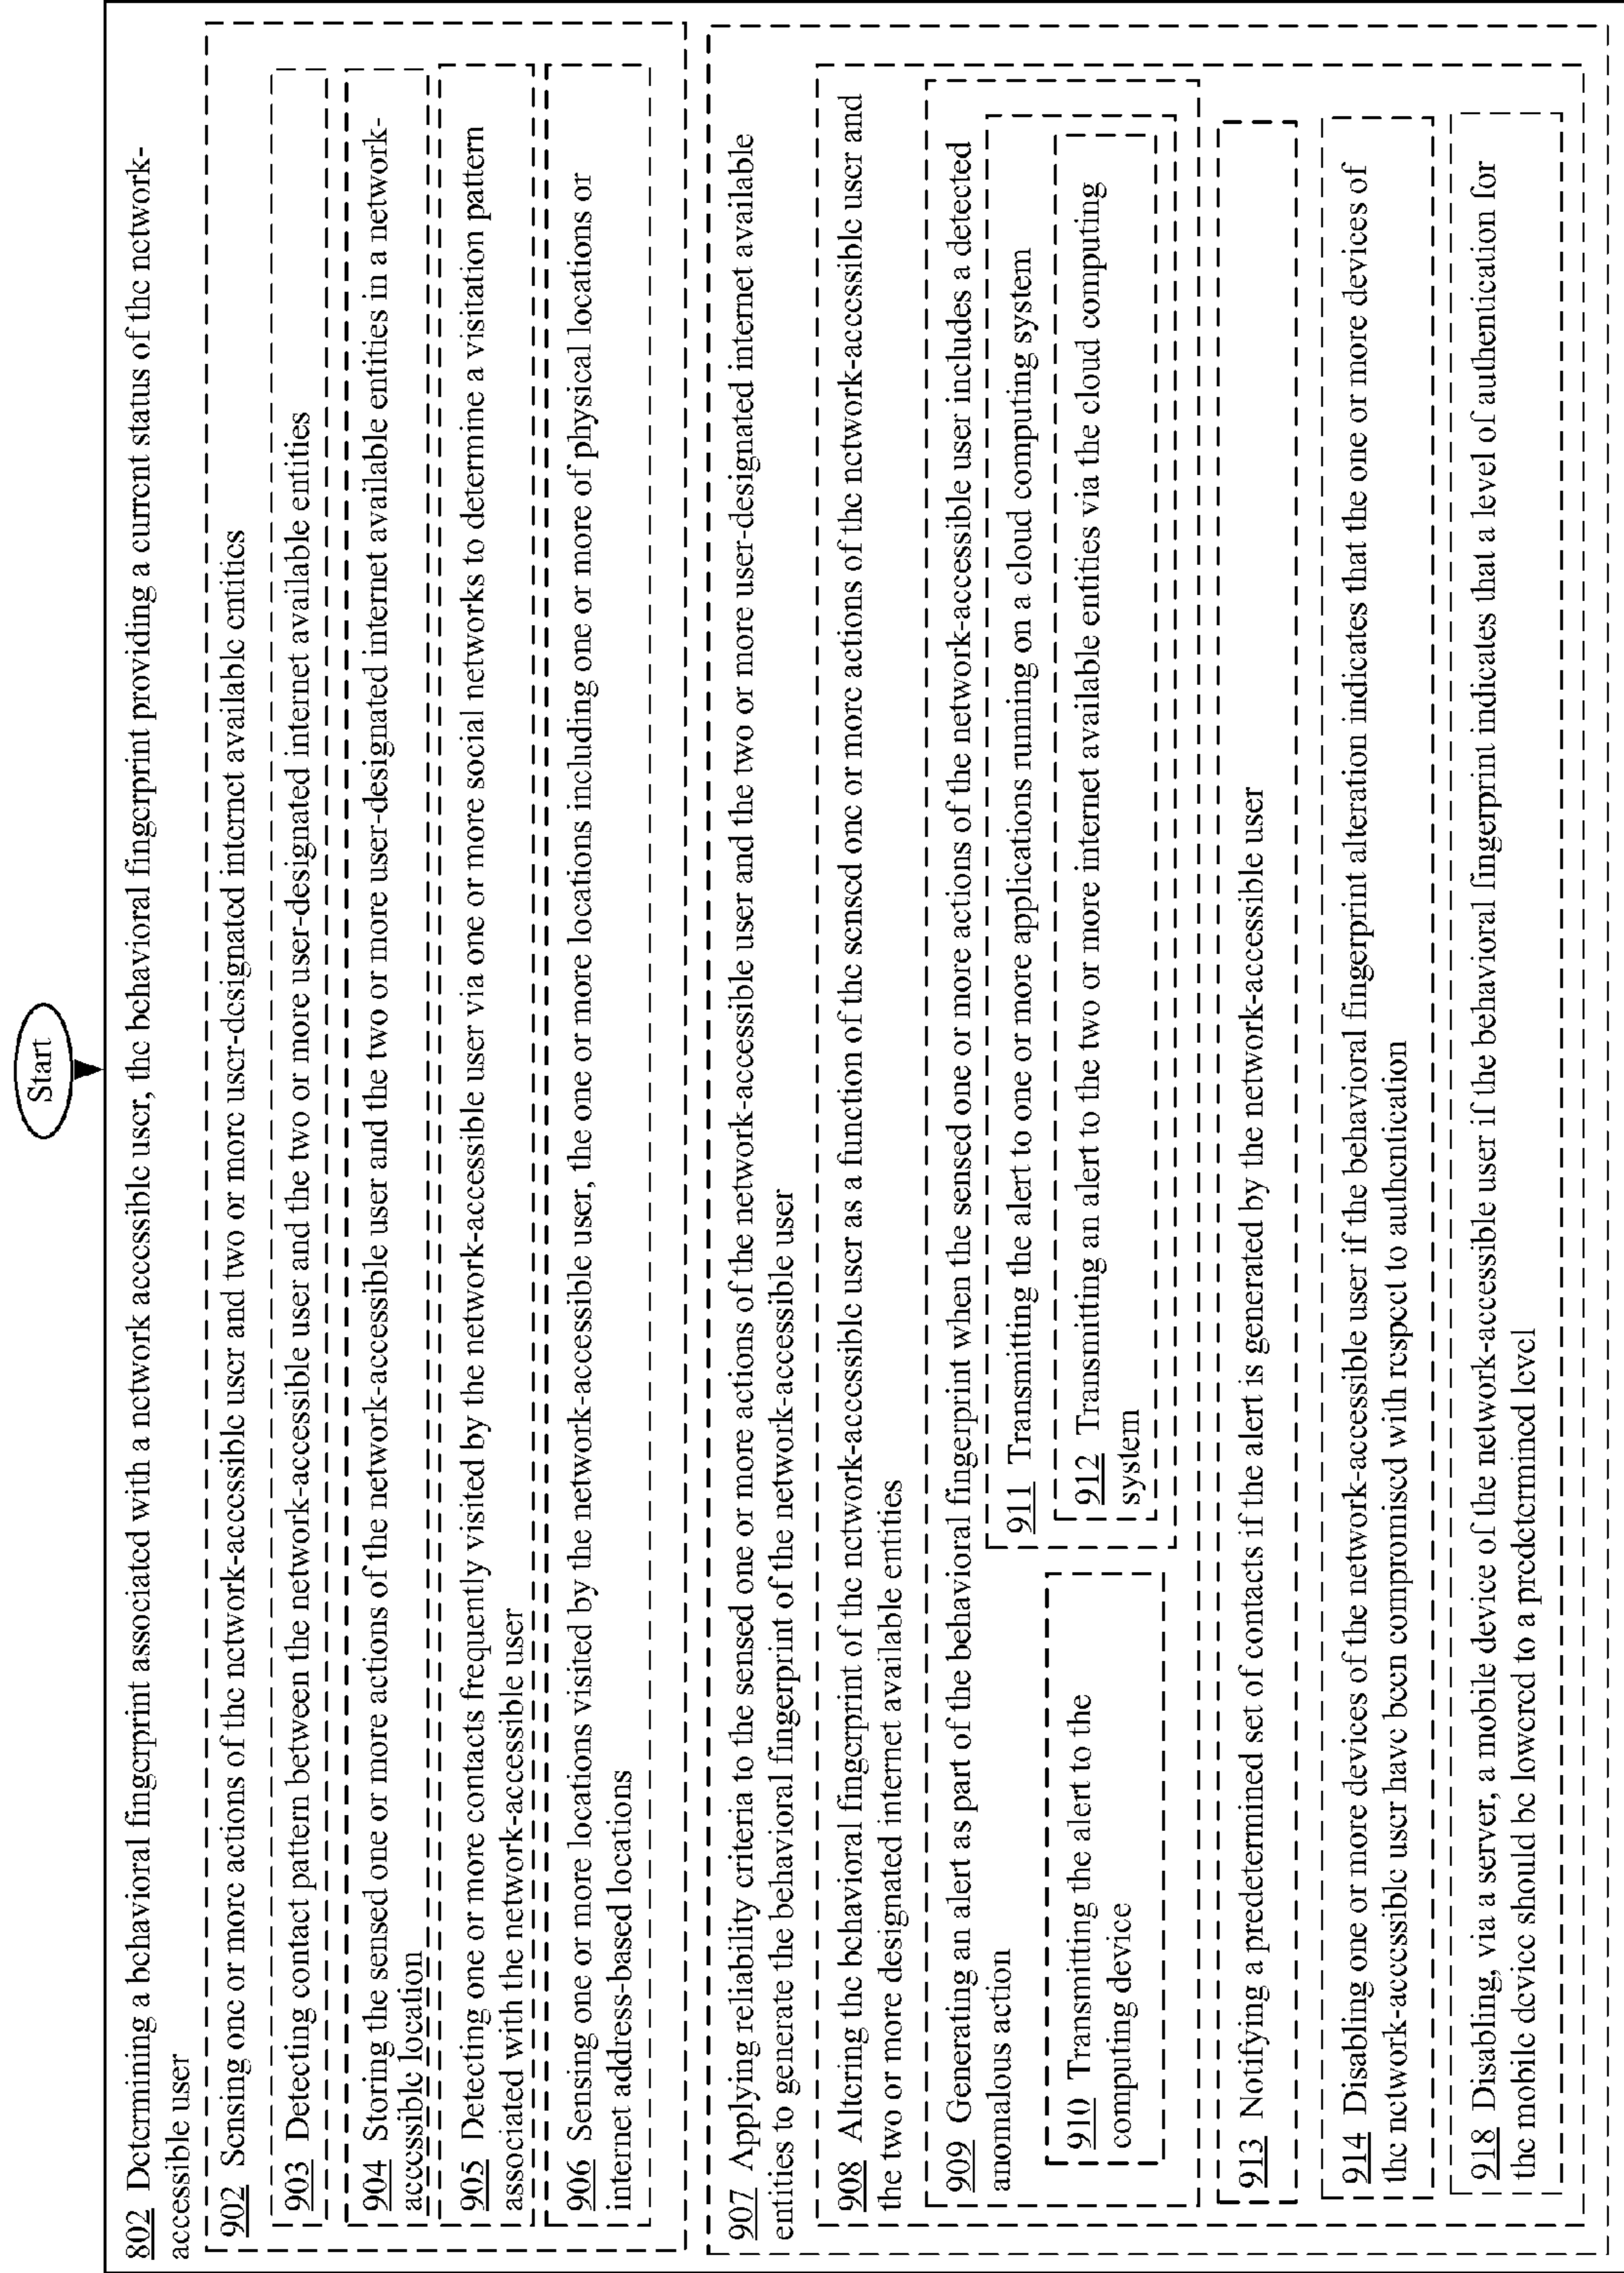 Start
802 Determining a behavioral fingerprint associated with a network accessible user, the behavioral fingerprint providing a current status of the network-
accessible user
902 Sensing one or more actions of the network-accessible user and two or more user-designated internet available entities
903 Detecting contact pattern between the network-accessible user and the two or more user-designated internet available entities
904 Storing the sensed one or more actions of the network-accessible user and the two or more user-designated internet available entities in a network-
accessible location
905 Detecting one or more contacts frequently visited by the network-accessible user via one or more social networks to determine a visitation pattern
associated with the network-accessible user
906 Sensing one or more locations visited by the network-accessible user, the one or more locations including one or more of physical locations or
internet address-based locations
907 Applying reliability criteria to the sensed one or more actions of the network-accessible user and the two or more user-designated internet available
entities to generate the behavioral fingerprint of the network-accessible user
908 Altering the behavioral fingerprint of the network-accessible user as a function of the sensed one or more actions of the network-accessible user and
the two or more designated internet available entities
909 Generating an alert as part of the behavioral fingerprint when the sensed one or more actions of the network-accessible user includes a detected
anomalous action
910 Transmitting the alert to the
computing device
911 Transmitting the alert to one or more applications running on a cloud computing system
912 Transmitting an alert to the two or more internet available entities via the cloud computing
system
913 Notifying a predetermined set of contacts if the alert is generated by the network-accessible user
914 Disabling one or more devices of the network-accessible user if the behavioral fingerprint alteration indicates that the one or more devices of
the network-accessible user have been compromised with respect to authentication
918 Disabling, via a server, a mobile device of the network-accessible user if the behavioral fingerprint indicates that a level of authentication for
the mobile device should be lowered to a predetermined level